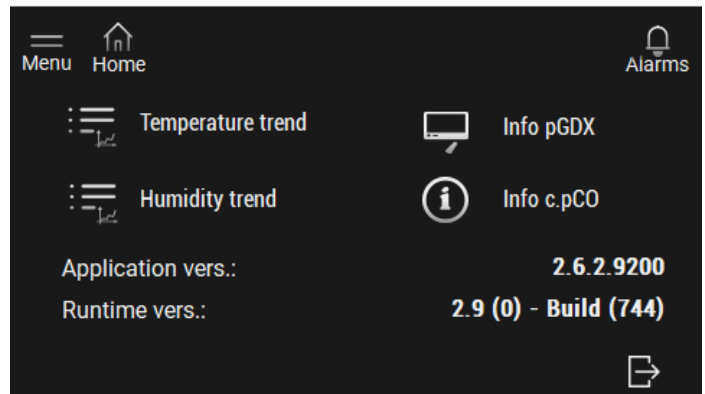 Menu Home Alarms
Temperature trend Info pGDX
Humidity trend Info c.pCO
Application vers.: 2.6.2.9200
Runtime vers.: 2.9 (0) - Build (744)